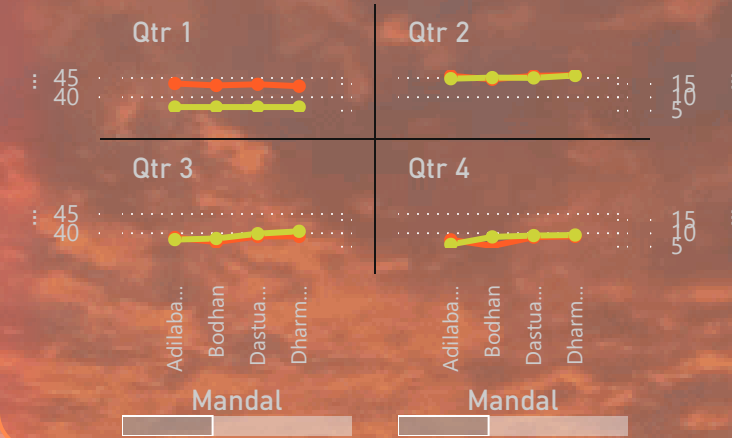 Qtr 1
Qtr 2
... 45
40
15 ...
10
5
Qtr 3
Qtr 4
... 45
40
15 ...
10
5
Adilaba...
Bodhan
Dastua...
Dharm...
Adilaba...
Bodhan
Dastua...
Dharm...
Mandal
Mandal